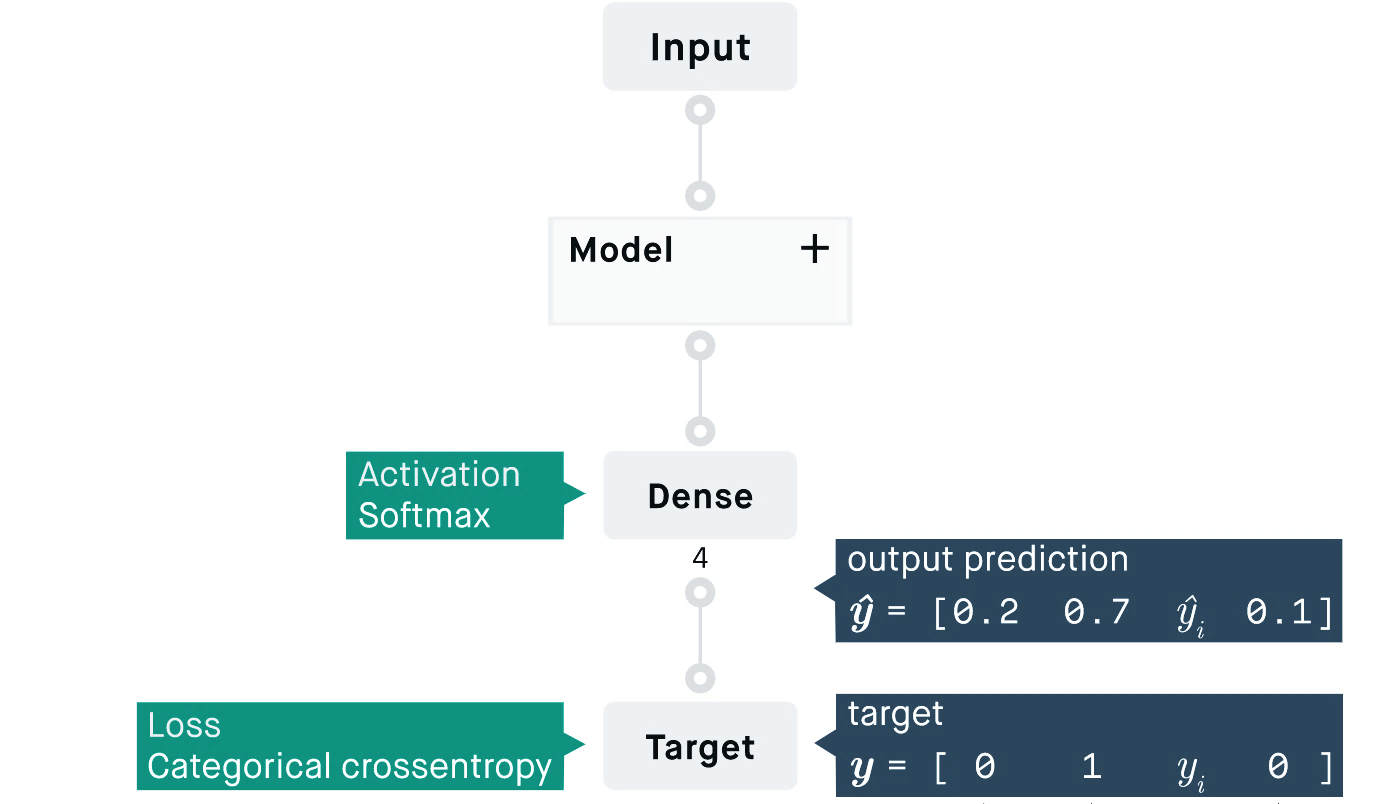 Input
Model +
Activation
Softmax
Dense
4
output prediction
ŷ = [0.2 0.7 ŷᵢ 0.1]
Loss
Categorical crossentropy
Target
target
y = [ 0 1 yᵢ 0 ]